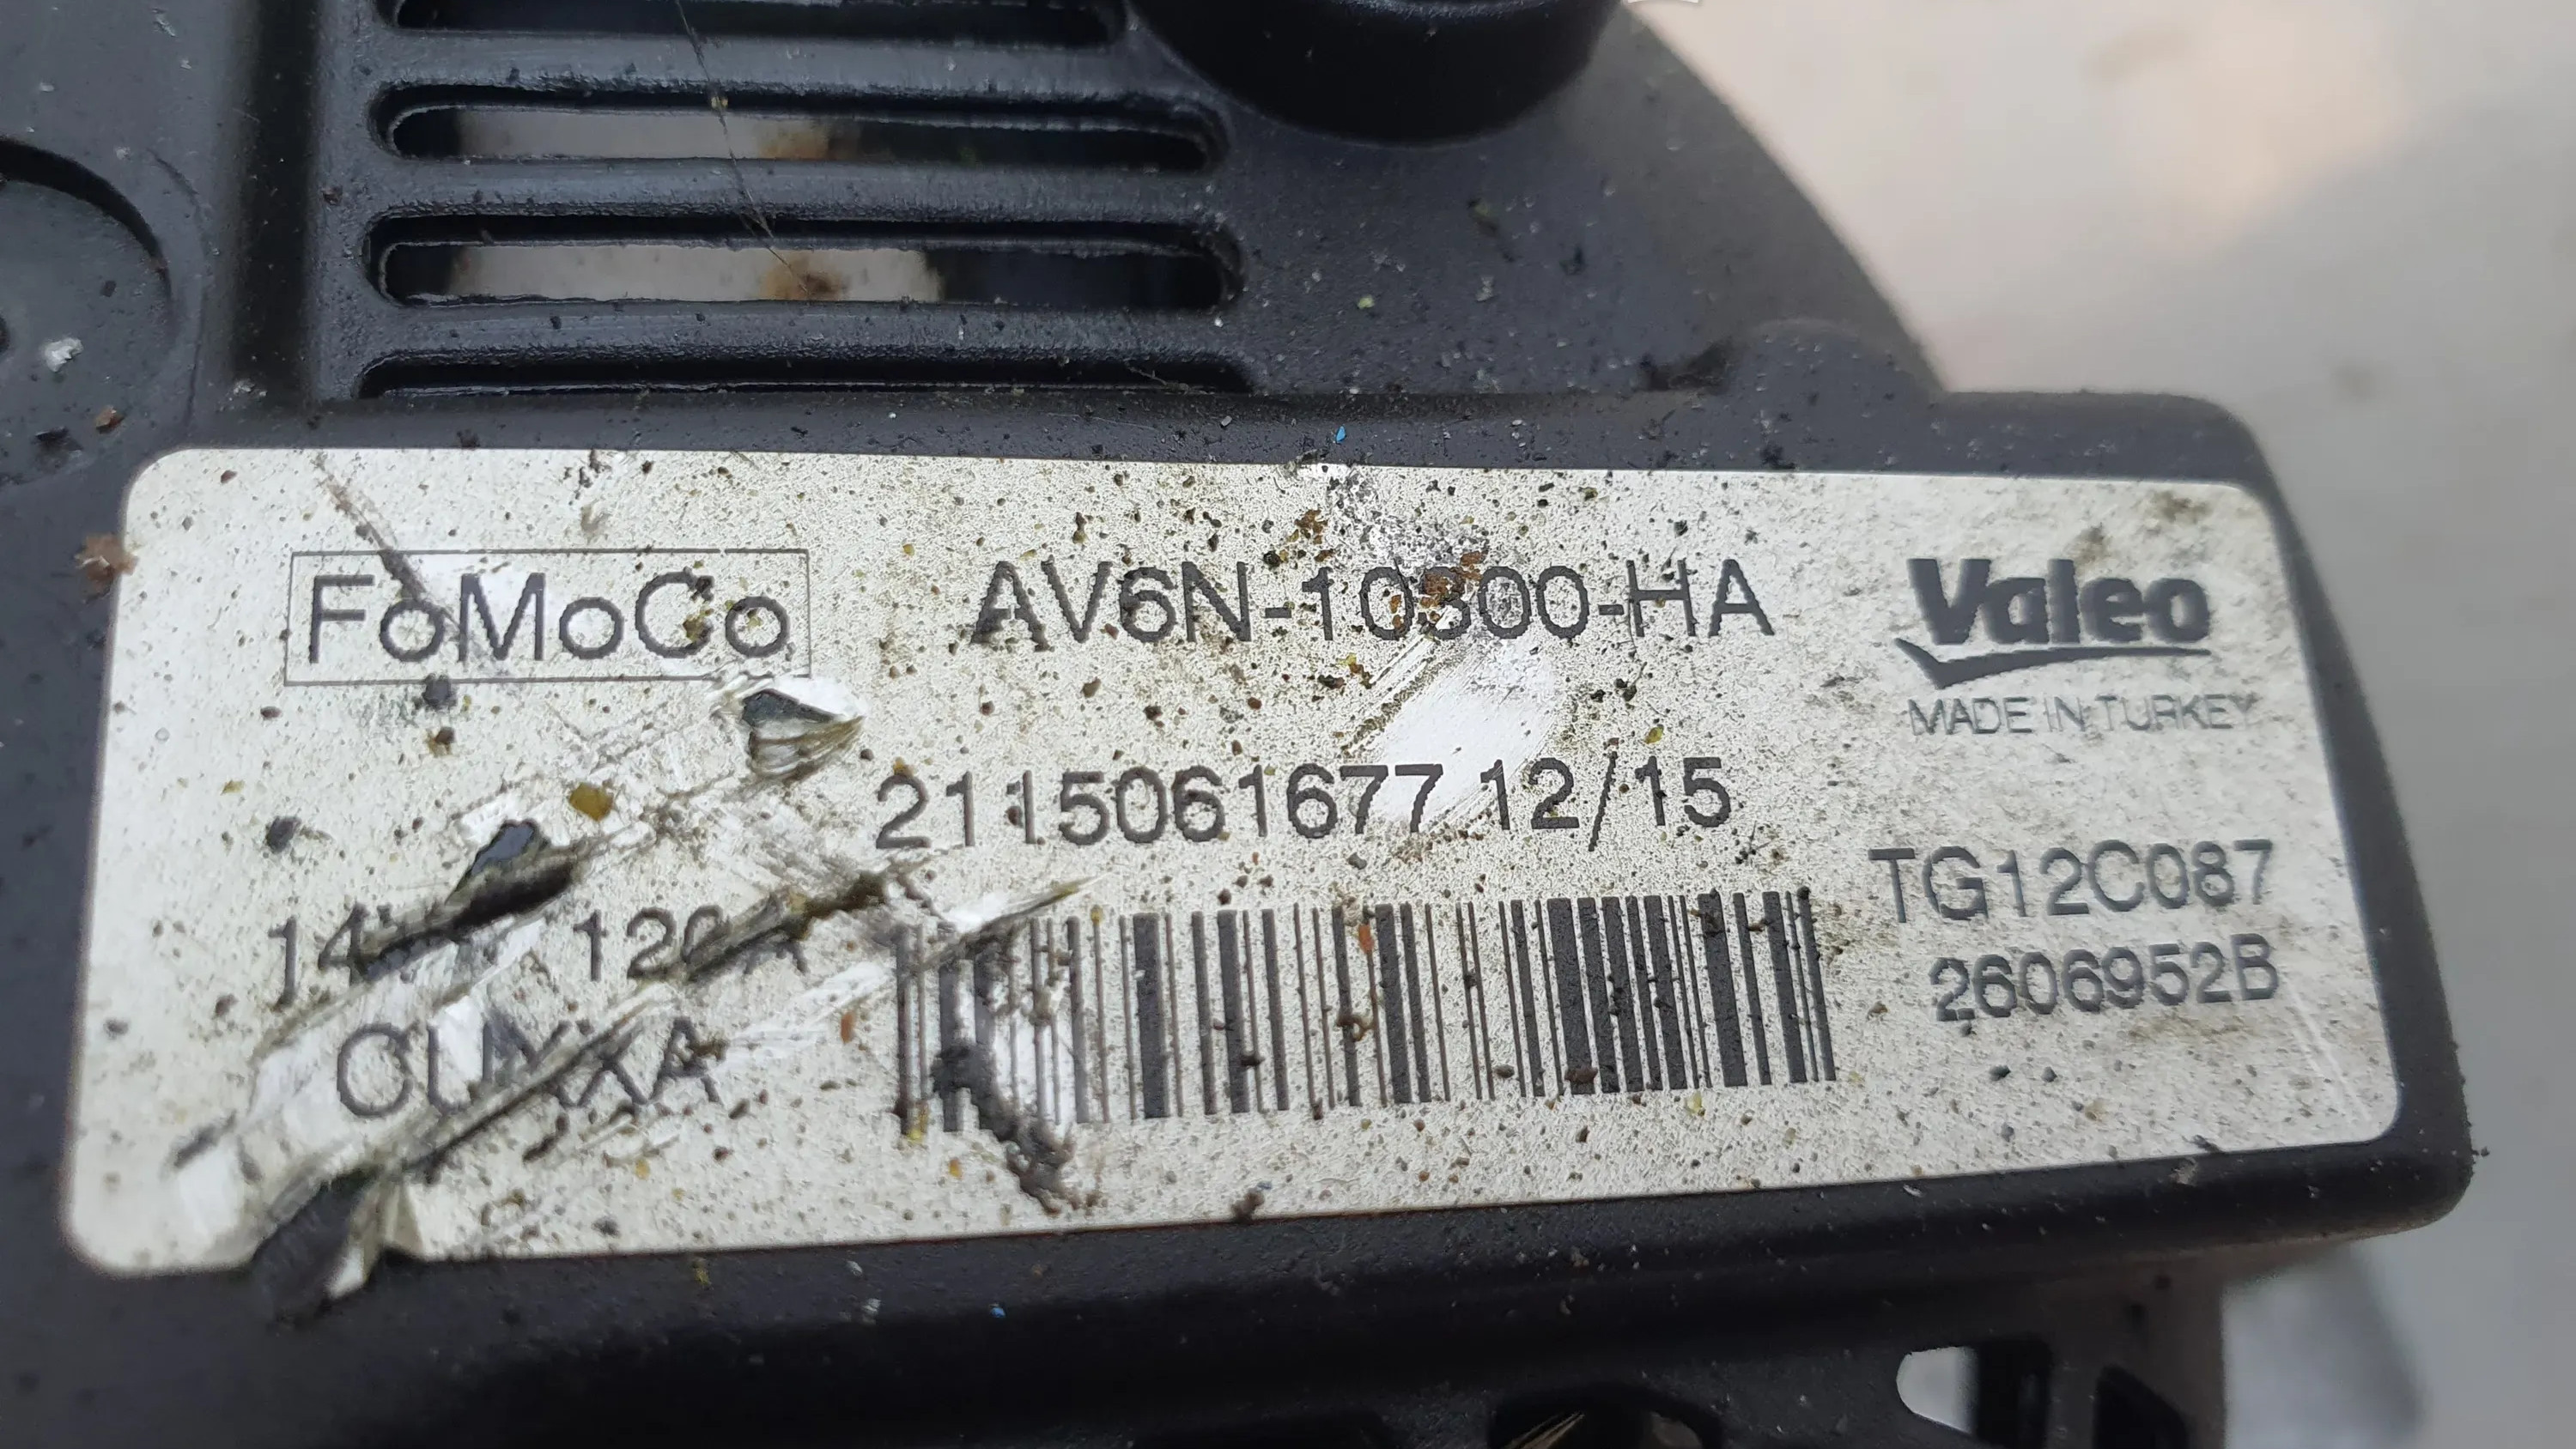 FoMoCo
AV6N-10300-HA
Valeo
MADE IN TURKEY
2115061677 12/15
TG12C087
2606952B